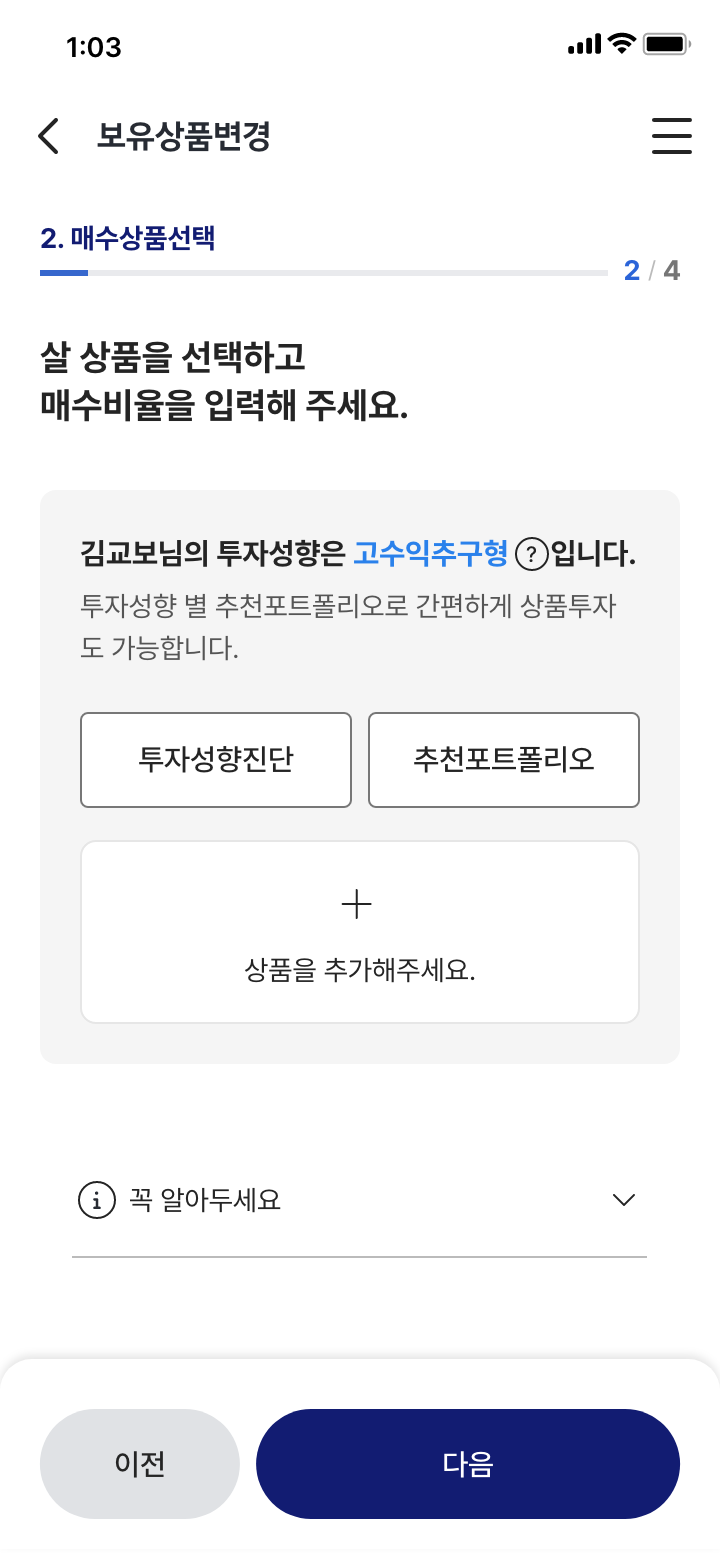 1:03
보유상품변경
2. 매수상품선택
2 / 4
살 상품을 선택하고
매수비율을 입력해 주세요.
김교보님의 투자성향은 고수익추구형 ? 입니다.
투자성향 별 추천포트폴리오로 간편하게 상품투자
도 가능합니다.
투자성향진단
추천포트폴리오
상품을 추가해주세요.
꼭 알아두세요
이전
다음